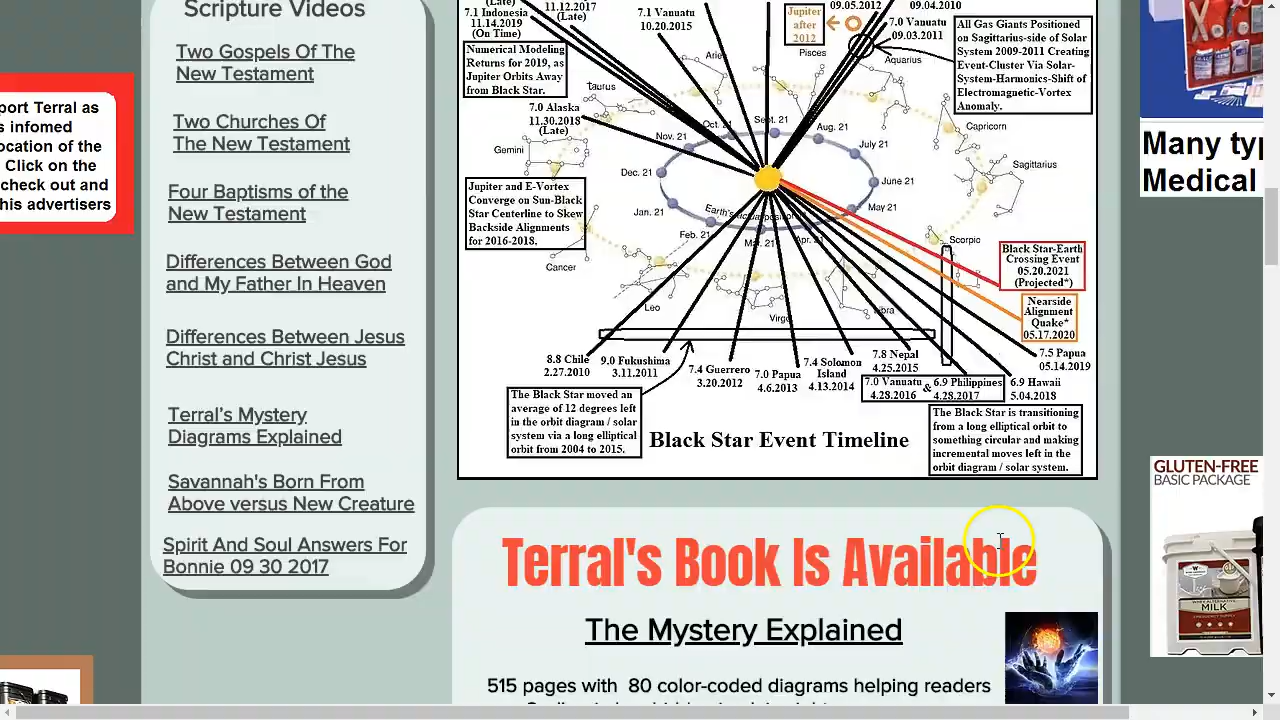 Scripture Videos
Two Gospels Of The
New Testament
Two Churches Of
The New Testament
Four Baptisms of the
New Testament
Differences Between God
and My Father In Heaven
Differences Between Jesus
Christ and Christ Jesus
Terral's Mystery
Diagrams Explained
Savannah's Born From
Above versus New Creature
Spirit And Soul Answers For
Bonnie 09 30 2017
port Terral as
s infomed
ocation of the
Click on the
check out and
his advertisers
(Late)
7.1 Indonesia
11.14.2019
(On Time)
11.12.2017
(Late)
7.1 Vanuatu
10.20.2015
Jupiter
after
2012
09.05.2012
09.04.2010
7.0 Vanuatu
09.03.2011
All Gas Giants Positioned
on Sagittarius-side of Solar
System 2009-2011 Creating
Event-Cluster Via Solar-
System-Harmonics-Shift of
Electromagnetic-Vortex
Anomaly.
Numerical Modeling
Returns for 2019, as
Jupiter Orbits Away
from Black Star.
7.0 Alaska
11.30.2018
(Late)
Taurus
Arie
Pisces
Aquarius
Capricorn
Sagittarius
Scorpio
Libra
Virgo
Leo
Cancer
Gemini
Oct. 21
Sept. 21
Aug. 21
July 21
June 21
May 21
Apr. 21
Mar. 21
Feb. 21
Jan. 21
Dec. 21
Nov. 21
Earth's actual position
Jupiter and E-Vortex
Converge on Sun-Black
Star Centerline to Skew
Backside Alignments
for 2016-2018.
Black Star-Earth
Crossing Event
05.20.2021
(Projected*)
Nearside
Alignment
Quake*
05.17.2020
8.8 Chile
2.27.2010
9.0 Fukushima
3.11.2011
7.4 Guerrero
3.20.2012
7.0 Papua
4.6.2013
7.4 Solomon
Island
4.13.2014
7.8 Nepal
4.25.2015
7.0 Vanuatu & 6.9 Philippines
4.28.2016 4.28.2017
6.9 Hawaii
5.04.2018
7.5 Papua
05.14.2019
The Black Star moved an
average of 12 degrees left
in the orbit diagram / solar
system via a long elliptical
orbit from 2004 to 2015.
Black Star Event Timeline
The Black Star is transitioning
from a long elliptical orbit to
something circular and making
incremental moves left in the
orbit diagram / solar system.
Terral's Book Is Available
The Mystery Explained
515 pages with 80 color-coded diagrams helping readers
Many ty
Medical
GLUTEN-FREE
BASIC PACKAGE
MILK